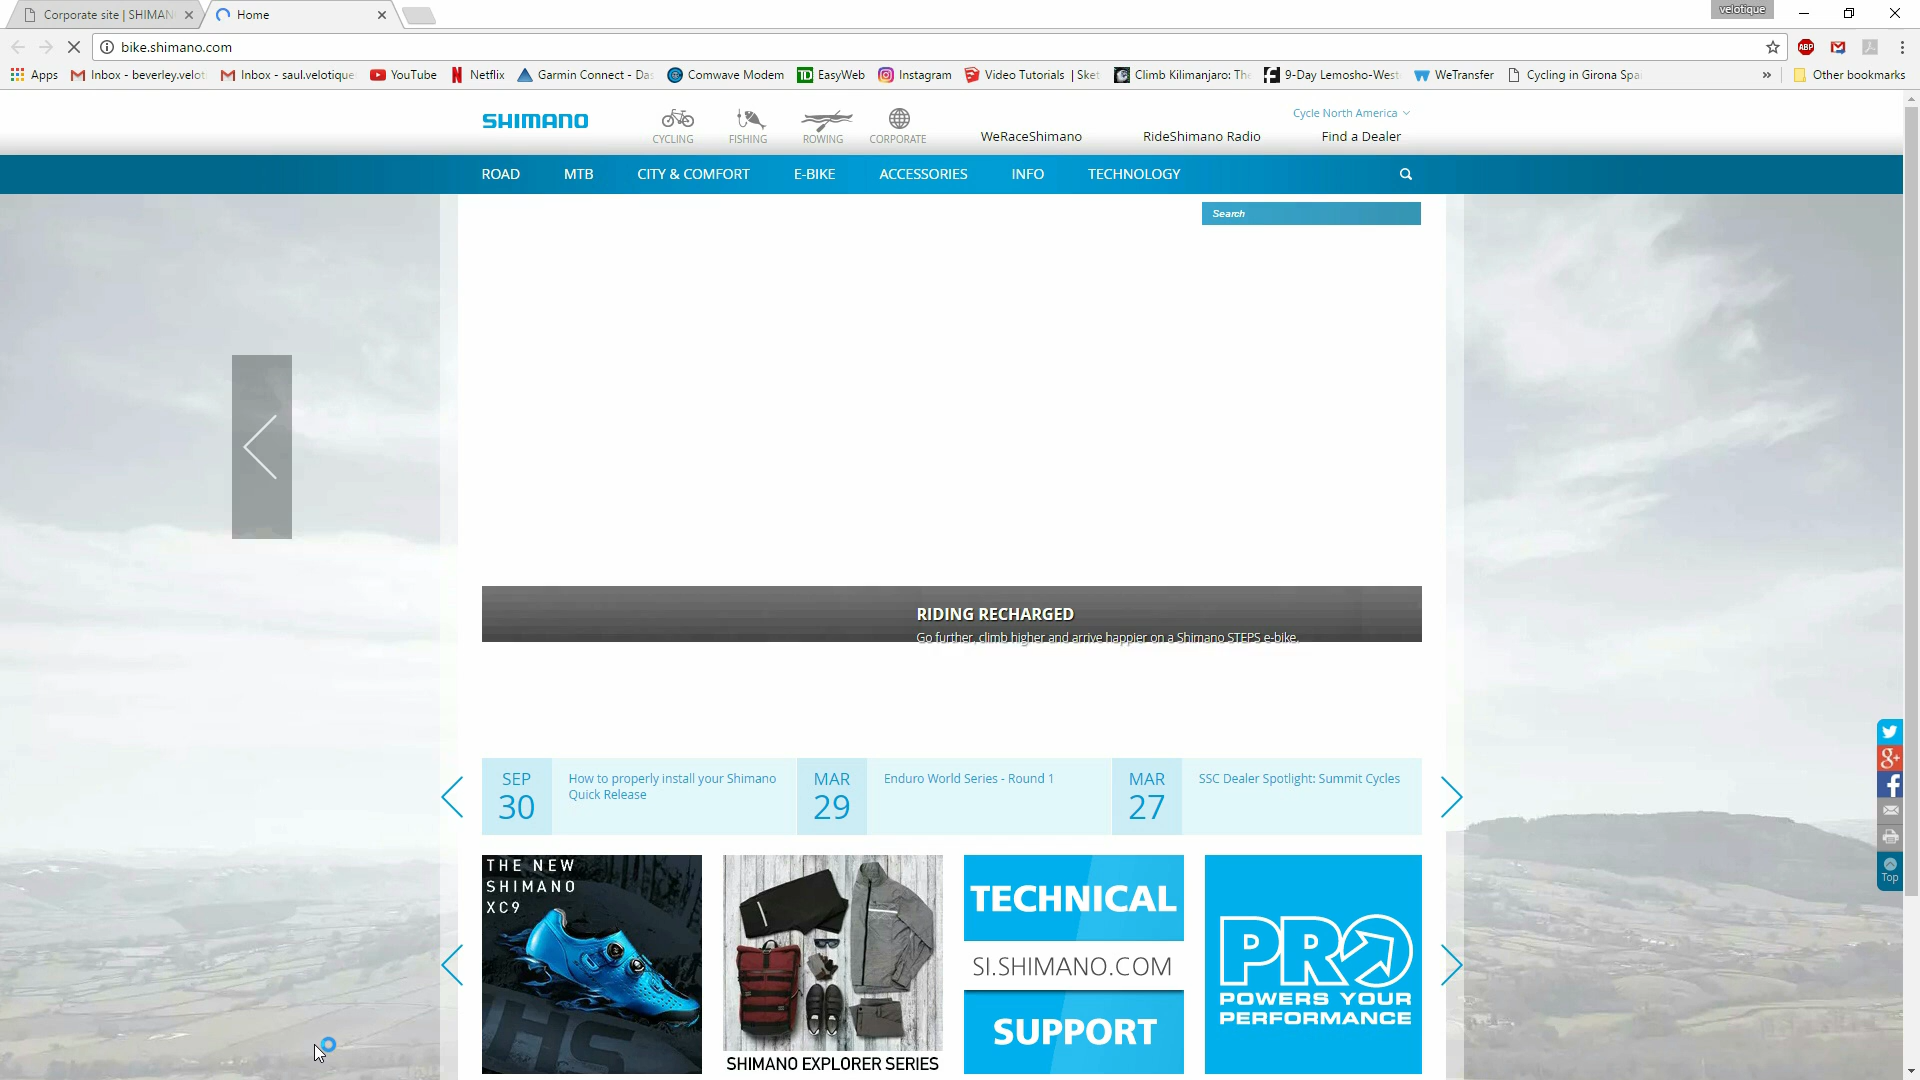 Corporate site | SHIMAN
Home
velotique
bike.shimano.com
ABP
Apps
Inbox - beverley.velot
Inbox - saul.velotique
YouTube
Netflix
Garmin Connect - Da
Comwave Modem
TD
EasyWeb
Instagram
Video Tutorials | Sket
Climb Kilimanjaro: The
9-Day Lemosho-West
WeTransfer
Cycling in Girona Spa
»
Other bookmarks
SHIMANO
CYCLING
FISHING
ROWING
CORPORATE
WeRaceShimano
RideShimano Radio
Cycle North America
Find a Dealer
ROAD
MTB
CITY & COMFORT
E-BIKE
ACCESSORIES
INFO
TECHNOLOGY
Search
RIDING RECHARGED
Go further, climb higher and arrive happier on a Shimano STEPS e-bike.
SEP
30
How to properly install your Shimano
Quick Release
MAR
29
Enduro World Series - Round 1
MAR
27
SSC Dealer Spotlight: Summit Cycles
g+
f
Top
THE NEW
SHIMANO
XC9
HS
SHIMANO EXPLORER SERIES
TECHNICAL
SI.SHIMANO.COM
SUPPORT
PRO
POWERS YOUR
PERFORMANCE